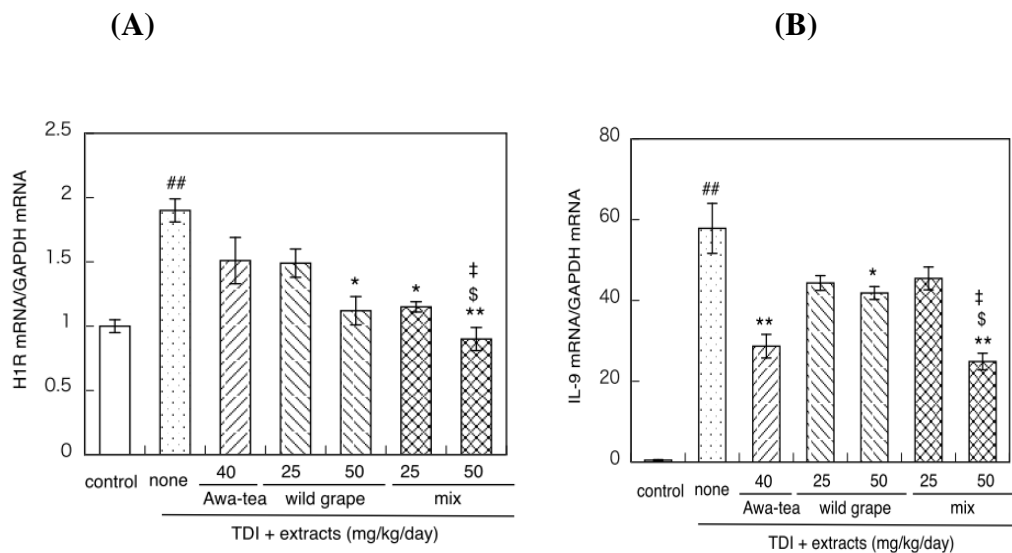 (A)
H1R mRNA/GAPDH mRNA
2.5
2
1.5
1
0.5
0
##
*
*
‡
$
**
control none 40 25 50 25 50
Awa-tea wild grape mix
TDI + extracts (mg/kg/day)
(B)
IL-9 mRNA/GAPDH mRNA
80
60
40
20
0
##
**
*
‡
$
**
control none 40 25 50 25 50
Awa-tea wild grape mix
TDI + extracts (mg/kg/day)